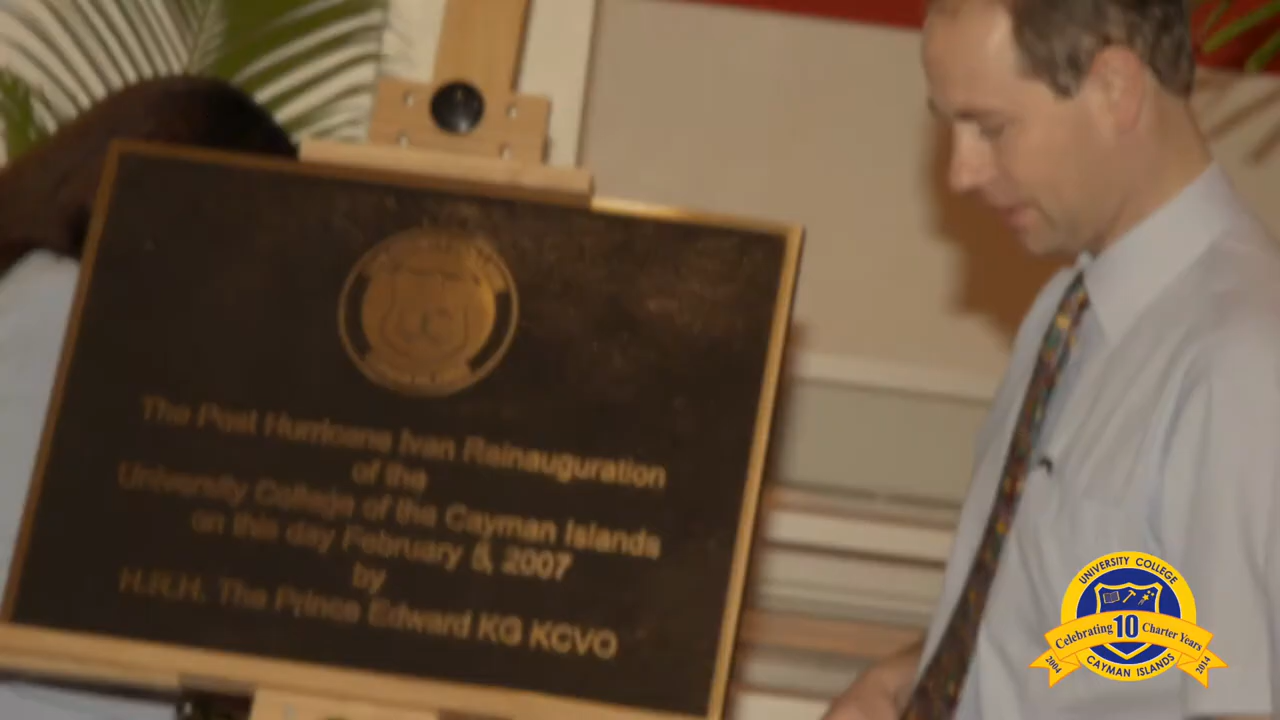 The Post Hurricane Ivan Reinauguration
of the
University College of the Cayman Islands
on this day February 5, 2007
by
H.R.H. The Prince Edward KG KCVO
UNIVERSITY COLLEGE
Celebrating 10 Charter Years
2004 2014
CAYMAN ISLANDS